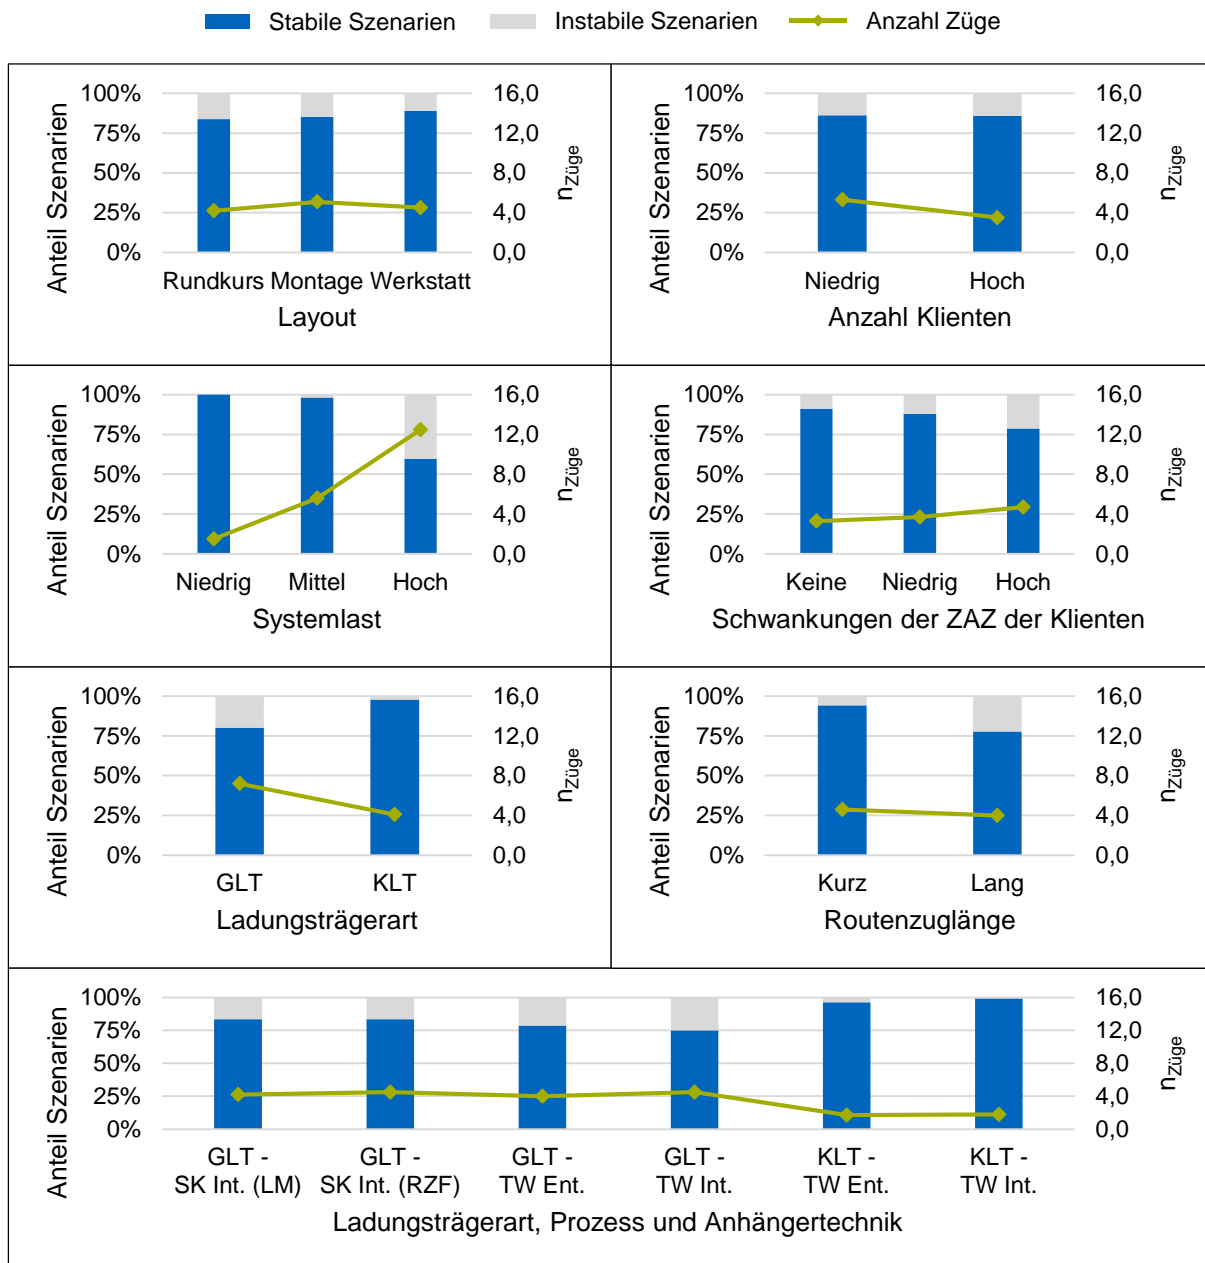 Stabile Szenarien Instabile Szenarien Anzahl Züge
Anteil Szenarien
100%
75%
50%
25%
0%
16,0
12,0
8,0
4,0
0,0
nZüge
Rundkurs Montage Werkstatt
Layout
Anteil Szenarien
100%
75%
50%
25%
0%
16,0
12,0
8,0
4,0
0,0
nZüge
Niedrig Hoch
Anzahl Klienten
Anteil Szenarien
100%
75%
50%
25%
0%
16,0
12,0
8,0
4,0
0,0
nZüge
Niedrig Mittel Hoch
Systemlast
Anteil Szenarien
100%
75%
50%
25%
0%
16,0
12,0
8,0
4,0
0,0
nZüge
Keine Niedrig Hoch
Schwankungen der ZAZ der Klienten
Anteil Szenarien
100%
75%
50%
25%
0%
16,0
12,0
8,0
4,0
0,0
nZüge
GLT KLT
Ladungsträgerart
Anteil Szenarien
100%
75%
50%
25%
0%
16,0
12,0
8,0
4,0
0,0
nZüge
Kurz Lang
Routenzuglänge
Anteil Szenarien
100%
75%
50%
25%
0%
16,0
12,0
8,0
4,0
0,0
nZüge
GLT - GLT - GLT - GLT - KLT - KLT -
SK Int. (LM) SK Int. (RZF) TW Ent. TW Int. TW Ent. TW Int.
Ladungsträgerart, Prozess und Anhängertechnik